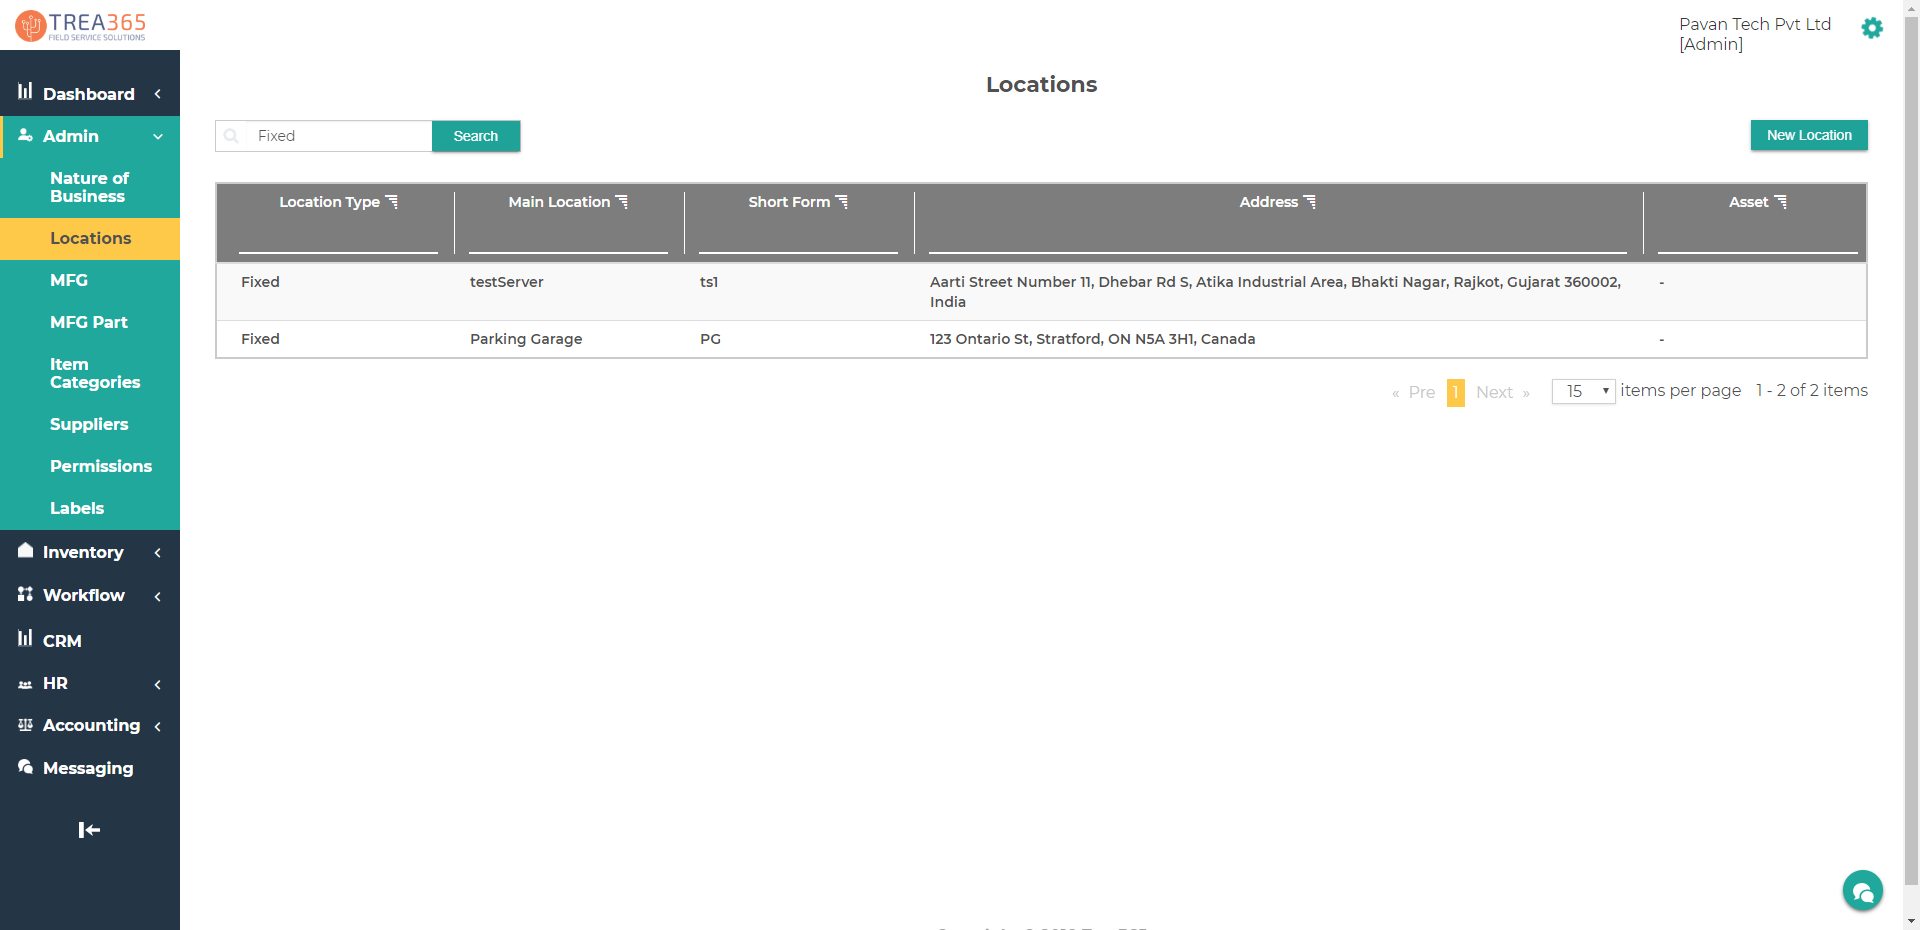 TREA365
FIELD SERVICE SOLUTIONS
Pavan Tech Pvt Ltd
[Admin]
Dashboard
Admin
Nature of
Business
Locations
MFG
MFG Part
Item
Categories
Suppliers
Permissions
Labels
Inventory
Workflow
CRM
HR
Accounting
Messaging
Locations
Fixed Search New Location
Location Type Main Location Short Form Address Asset
Fixed testServer ts1 Aarti Street Number 11, Dhebar Rd S, Atika Industrial Area, Bhakti Nagar, Rajkot, Gujarat 360002, -
India
Fixed Parking Garage PG 123 Ontario St, Stratford, ON N5A 3H1, Canada -
« Pre 1 Next » 15 items per page 1 - 2 of 2 items